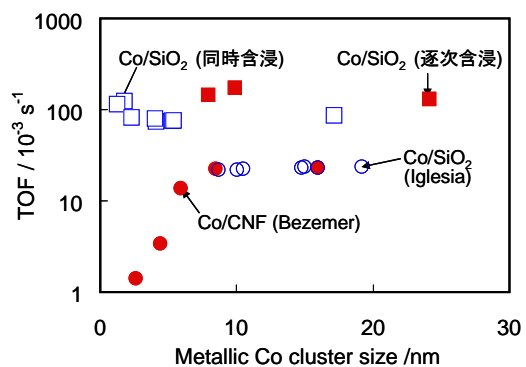 1000
Co/SiO2 (同時含浸)
Co/SiO2 (逐次含浸)
100
TOF / 10-3 s-1
Co/SiO2
(Iglesia)
10
Co/CNF (Bezemer)
1
0 10 20 30
Metallic Co cluster size /nm